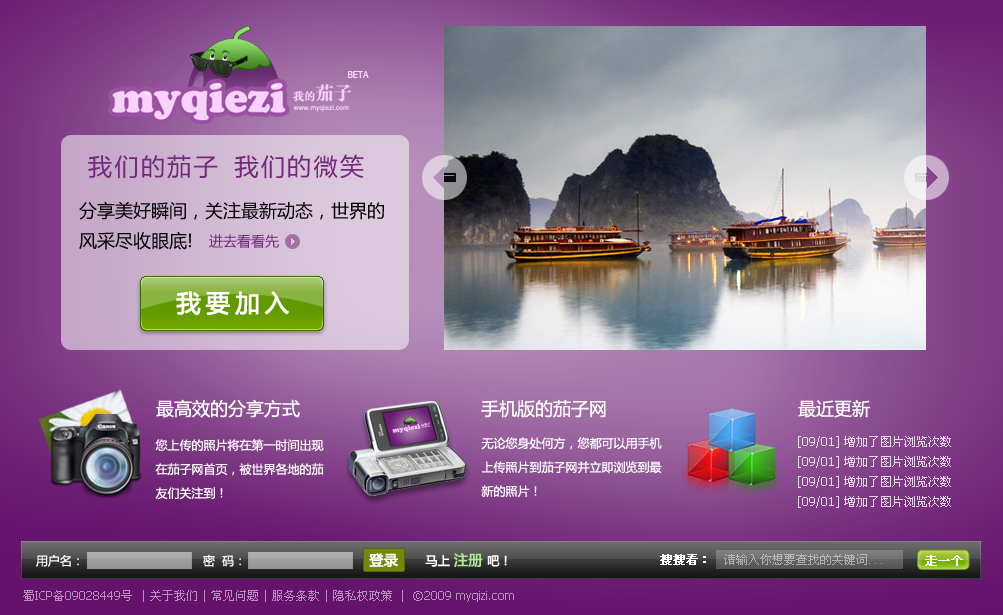 BETA
myqiezi 我的茄子
www.myqiezi.com
我们的茄子 我们的微笑
分享美好瞬间，关注最新动态，世界的
风采尽收眼底! 进去看看先
我要加入
最高效的分享方式
您上传的照片将在第一时间出现
在茄子网首页，被世界各地的茄
友们关注到！
Canon
手机版的茄子网
无论您身处何方，您都可以用手机
上传照片到茄子网并立即浏览到最
新的照片！
myqiezi
最近更新
[09/01] 增加了图片浏览次数
[09/01] 增加了图片浏览次数
[09/01] 增加了图片浏览次数
[09/01] 增加了图片浏览次数
用户名： 密 码： 登录 马上 注册 吧！ 搜搜看： 请输入你想要查找的关键词... 走一个
蜀ICP备09028449号 | 关于我们 | 常见问题 | 服务条款 | 隐私权政策 | ©2009 myqizi.com